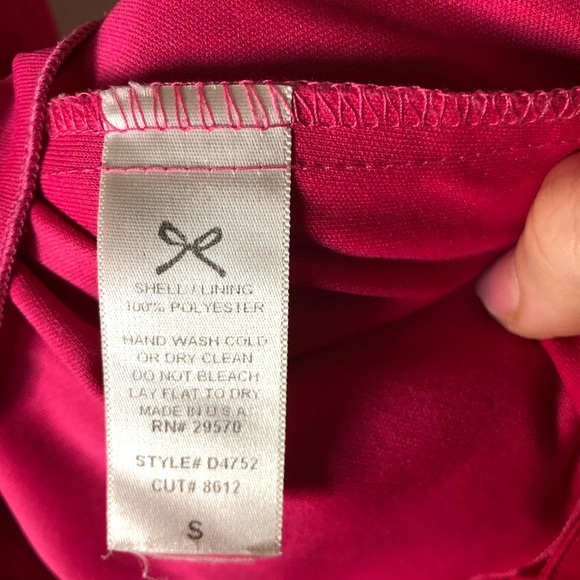 SHELL / LINING
100% POLYESTER
HAND WASH COLD
OR DRY CLEAN
DO NOT BLEACH
LAY FLAT TO DRY
MADE IN U.S.A
RN# 29570
STYLE# D4752
CUT# 8612
S